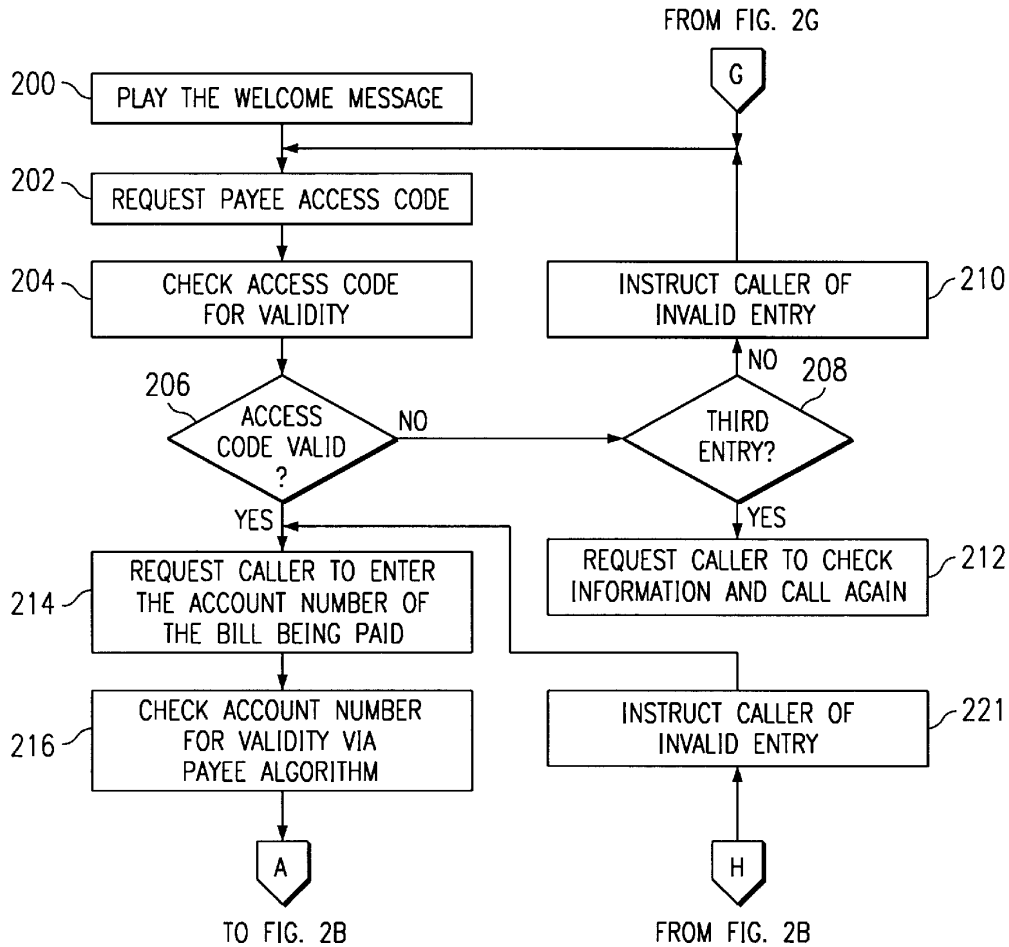 FROM FIG. 2G
G
200
PLAY THE WELCOME MESSAGE
202
REQUEST PAYEE ACCESS CODE
204
CHECK ACCESS CODE
FOR VALIDITY
INSTRUCT CALLER OF
INVALID ENTRY
210
206
ACCESS
CODE VALID
?
NO
NO
208
THIRD
ENTRY?
YES
YES
214
REQUEST CALLER TO ENTER
THE ACCOUNT NUMBER OF
THE BILL BEING PAID
REQUEST CALLER TO CHECK
INFORMATION AND CALL AGAIN
212
216
CHECK ACCOUNT NUMBER
FOR VALIDITY VIA
PAYEE ALGORITHM
INSTRUCT CALLER OF
INVALID ENTRY
221
A
TO FIG. 2B
H
FROM FIG. 2B